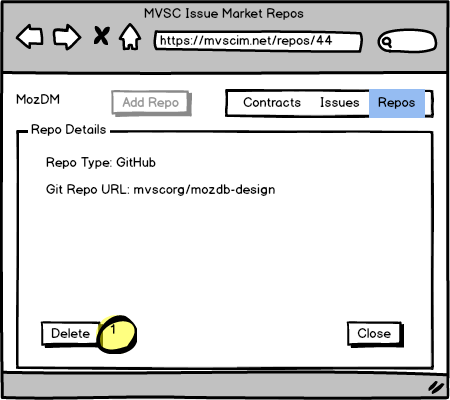 MVSC Issue Market Repos
https://mvscim.net/repos/44
MozDM
Add Repo
Contracts Issues Repos
Repo Details
Repo Type: GitHub
Git Repo URL: mvscorg/mozdb-design
Delete
1
Close